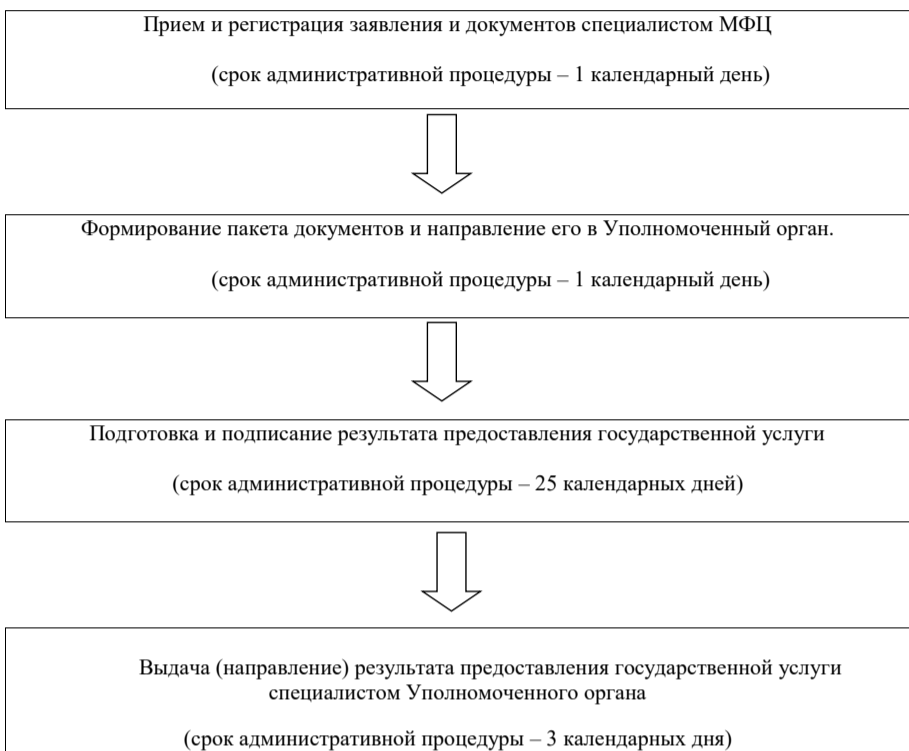 Прием и регистрация заявления и документов специалистом МФЦ
(срок административной процедуры – 1 календарный день)
Формирование пакета документов и направление его в Уполномоченный орган.
(срок административной процедуры – 1 календарный день)
Подготовка и подписание результата предоставления государственной услуги
(срок административной процедуры – 25 календарных дней)
Выдача (направление) результата предоставления государственной услуги
специалистом Уполномоченного органа
(срок административной процедуры – 3 календарных дня)